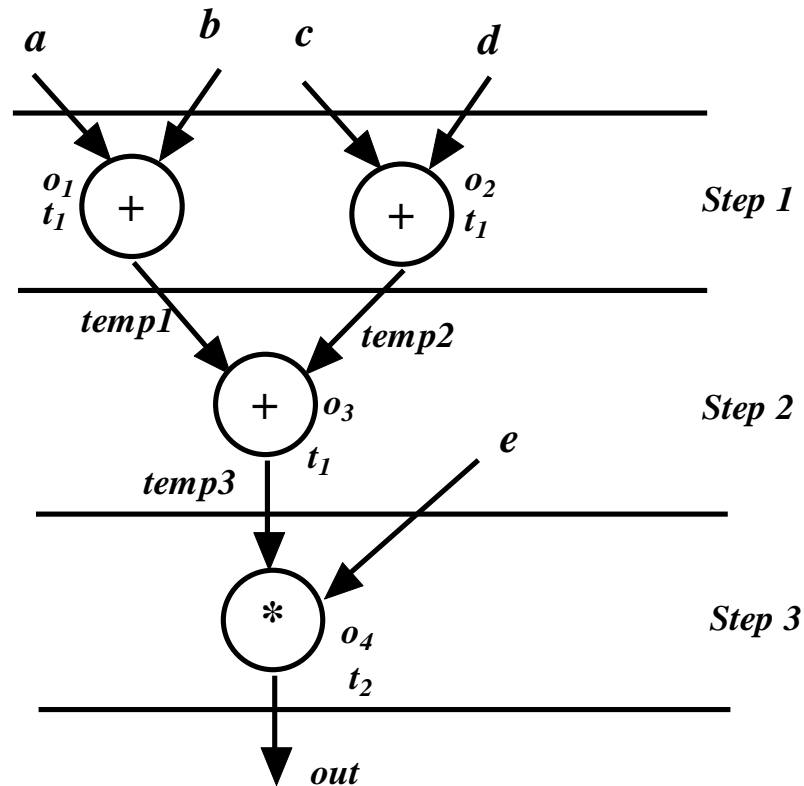 a b c d
o1 + t1
+ o2 t1
Step 1
temp1 temp2
+ o3 t1
Step 2
e
temp3
* o4 t2
Step 3
out